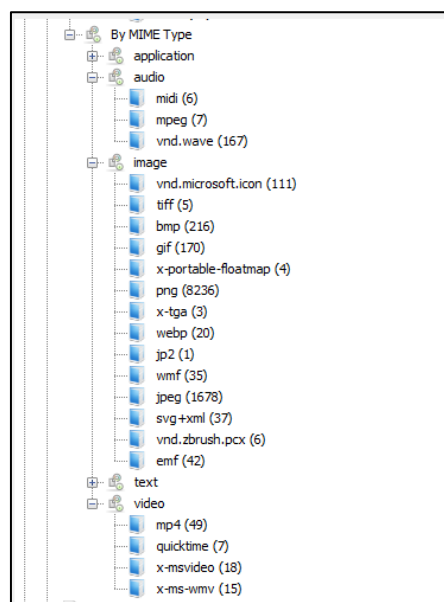 By MIME Type
application
audio
midi (6)
mpeg (7)
vnd.wave (167)
image
vnd.microsoft.icon (111)
tiff (5)
bmp (216)
gif (170)
x-portable-floatmap (4)
png (8236)
x-tga (3)
webp (20)
jp2 (1)
wmf (35)
jpeg (1678)
svg+xml (37)
vnd.zbrush.pcx (6)
emf (42)
text
video
mp4 (49)
quicktime (7)
x-msvideo (18)
x-ms-wmv (15)